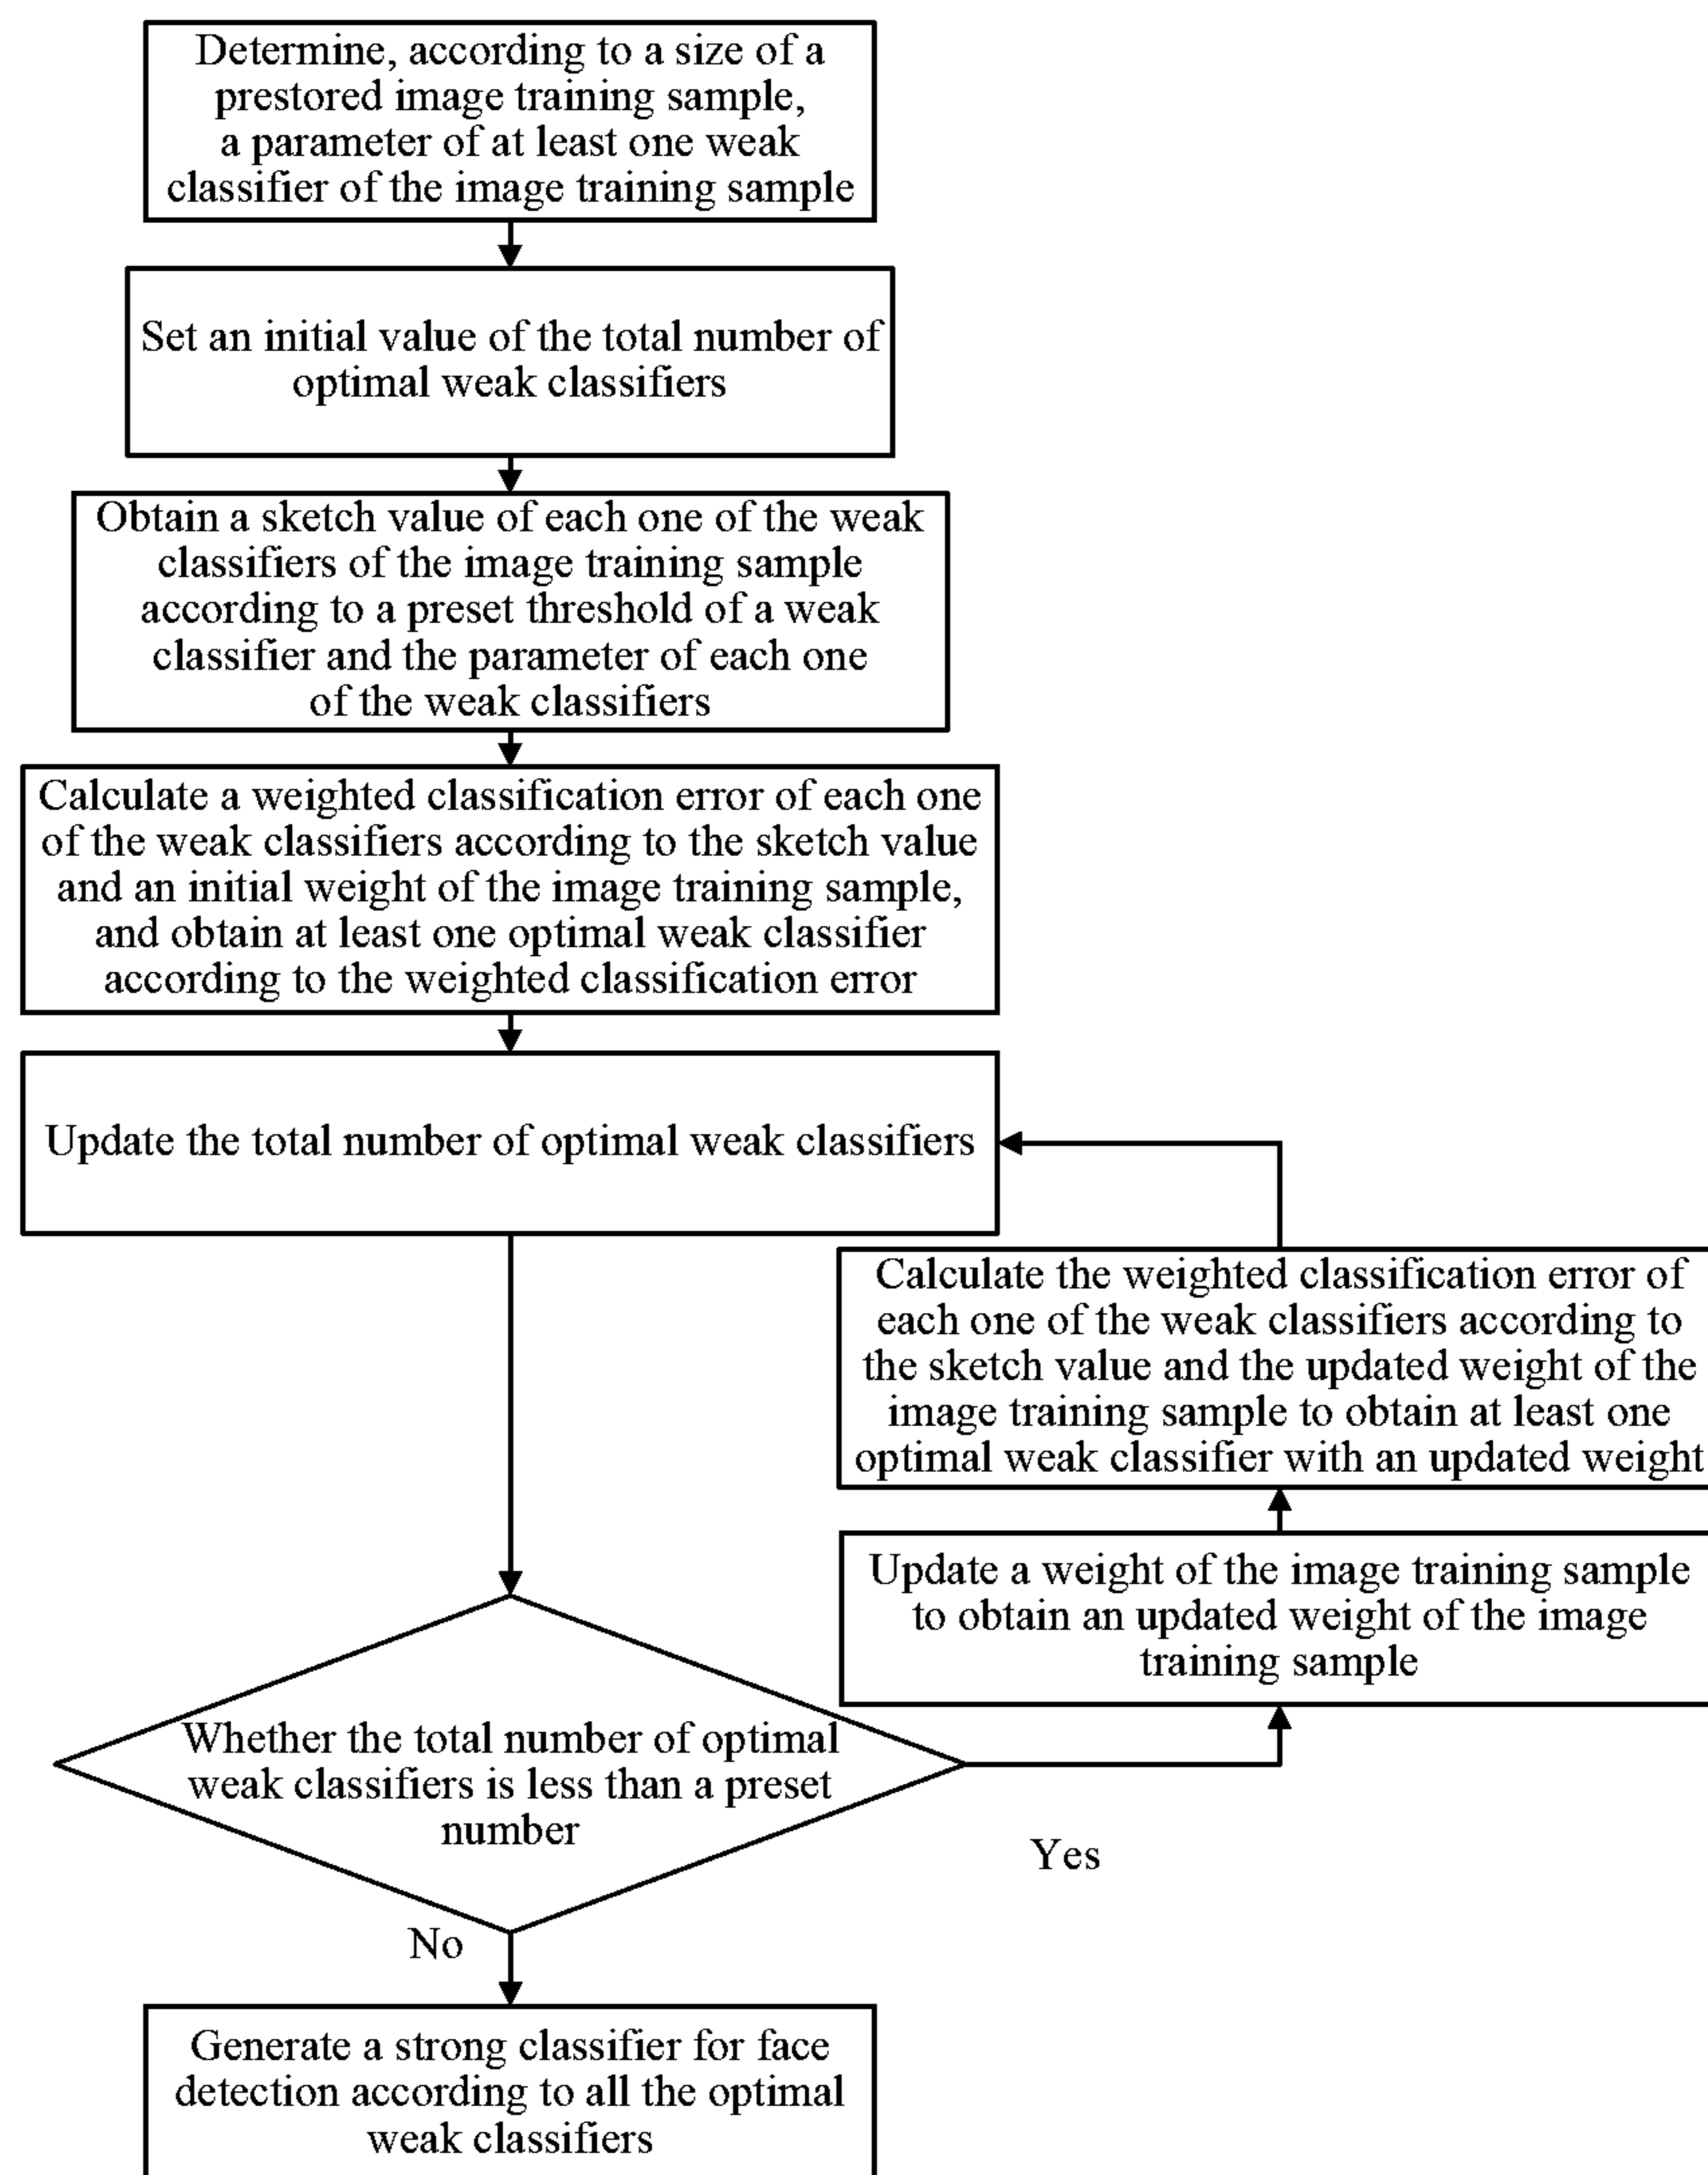 Determine, according to a size of a
prestored image training sample,
a parameter of at least one weak
classifier of the image training sample
Set an initial value of the total number of
optimal weak classifiers
Obtain a sketch value of each one of the weak
classifiers of the image training sample
according to a preset threshold of a weak
classifier and the parameter of each one
of the weak classifiers
Calculate a weighted classification error of each one
of the weak classifiers according to the sketch value
and an initial weight of the image training sample,
and obtain at least one optimal weak classifier
according to the weighted classification error
Update the total number of optimal weak classifiers
Calculate the weighted classification error of
each one of the weak classifiers according to
the sketch value and the updated weight of the
image training sample to obtain at least one
optimal weak classifier with an updated weight
Update a weight of the image training sample
to obtain an updated weight of the image
training sample
Whether the total number of optimal
weak classifiers is less than a preset
number
Yes
No
Generate a strong classifier for face
detection according to all the optimal
weak classifiers